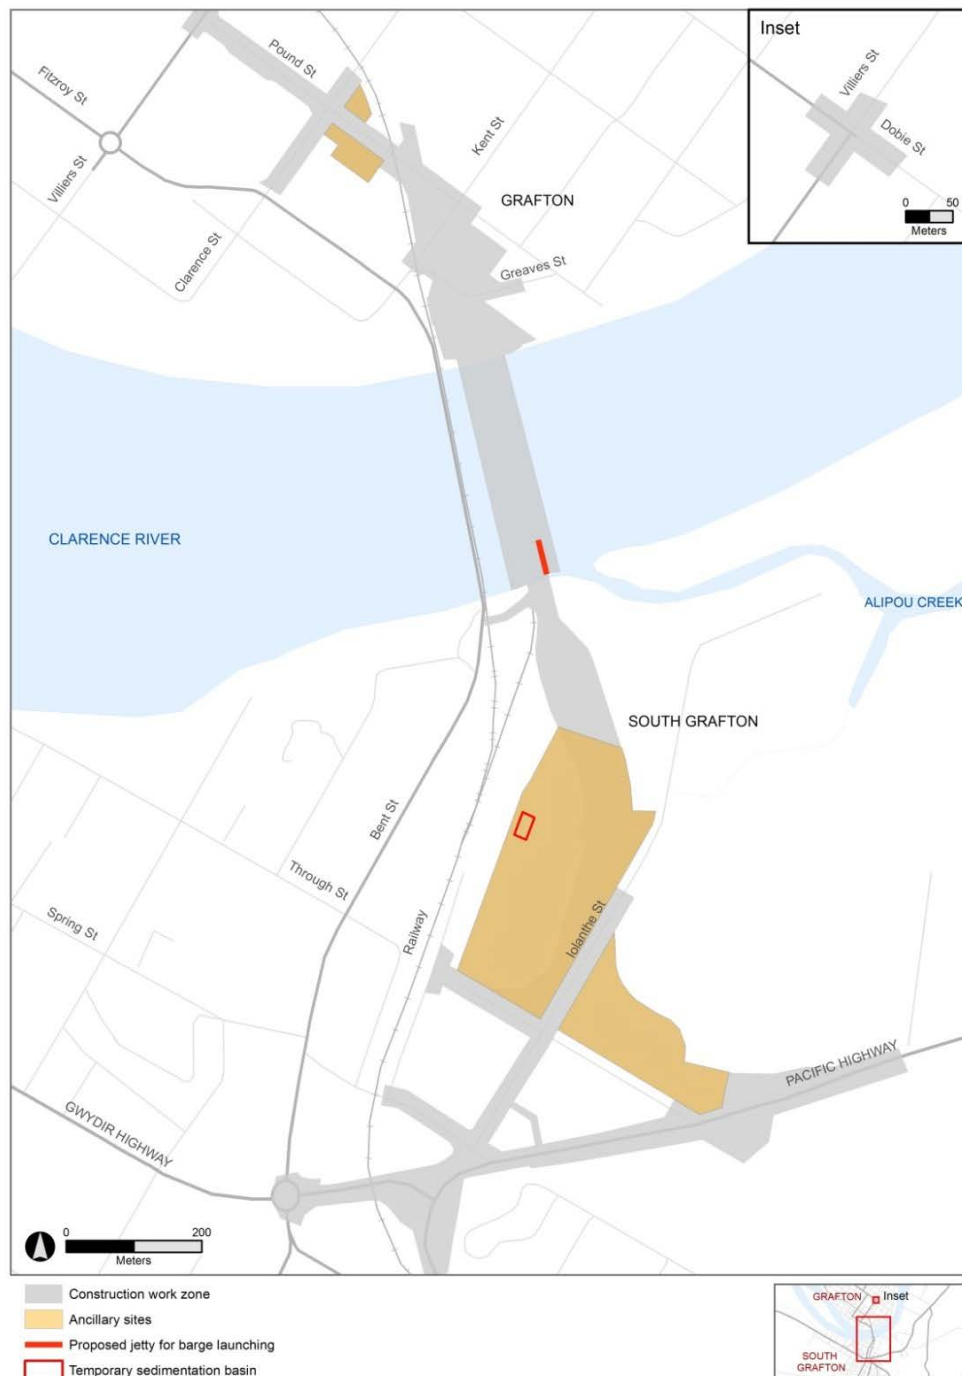 Inset
Villiers St
Dobie St
0 50
Meters
Pound St
Fitzroy St
Kent St
Villiers St
GRAFTON
Clarence St
Greaves St
CLARENCE RIVER
ALIPOU CREEK
SOUTH GRAFTON
Bent St
Through St
Spring St
Railway
Iolanthe St
PACIFIC HIGHWAY
GWYDIR HIGHWAY
0 200
Meters
Construction work zone
Ancillary sites
Proposed jetty for barge launching
Temporary sedimentation basin
GRAFTON
Inset
SOUTH
GRAFTON